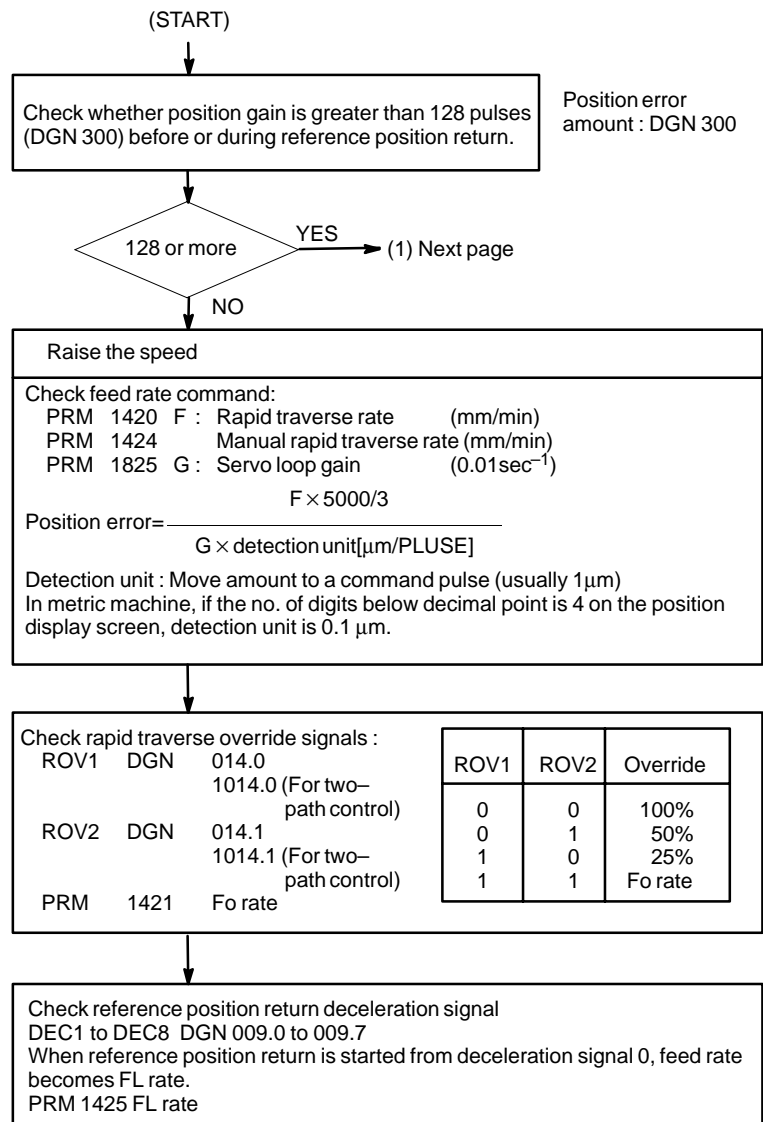 (START)
Check whether position gain is greater than 128 pulses
(DGN 300) before or during reference position return.
Position error
amount : DGN 300
128 or more
YES
(1) Next page
NO
Raise the speed
Check feed rate command:
PRM 1420 F : Rapid traverse rate (mm/min)
PRM 1424 Manual rapid traverse rate (mm/min)
PRM 1825 G : Servo loop gain (0.01sec⁻¹)
F × 5000/3
Position error=
G × detection unit[μm/PLUSE]
Detection unit : Move amount to a command pulse (usually 1μm)
In metric machine, if the no. of digits below decimal point is 4 on the position
display screen, detection unit is 0.1 μm.
Check rapid traverse override signals :
ROV1 DGN 014.0
1014.0 (For two–
path control)
ROV2 DGN 014.1
1014.1 (For two–
path control)
PRM 1421 Fo rate
ROV1 ROV2 Override
0 0 100%
0 1 50%
1 0 25%
1 1 Fo rate
Check reference position return deceleration signal
DEC1 to DEC8 DGN 009.0 to 009.7
When reference position return is started from deceleration signal 0, feed rate
becomes FL rate.
PRM 1425 FL rate